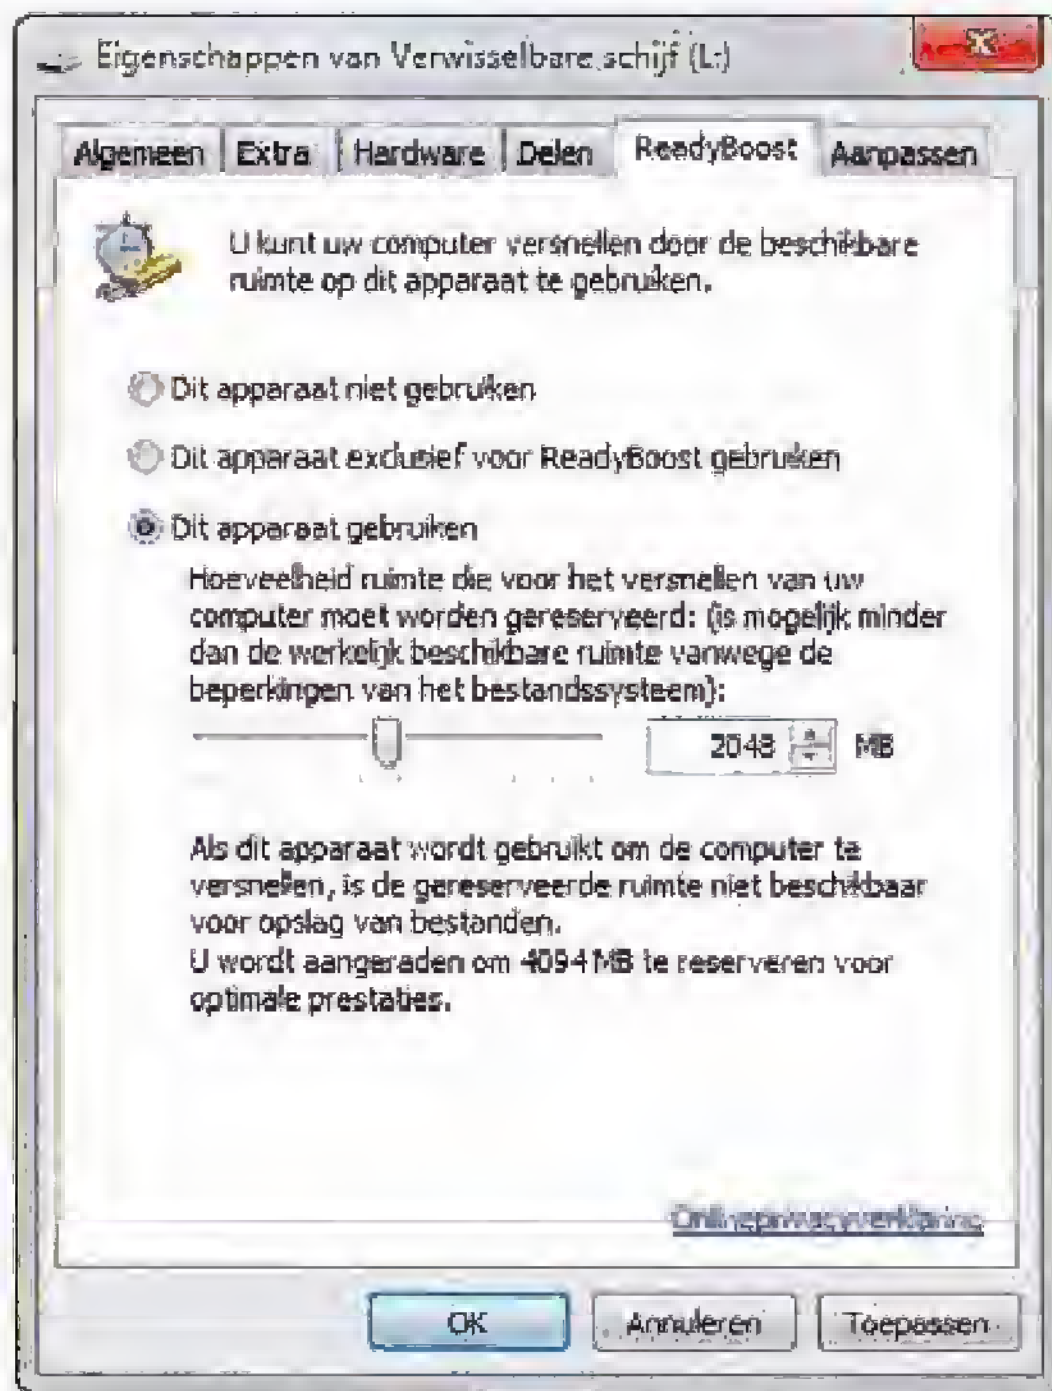 Eigenschappen van Verwisselbare schijf (L:)
Algemeen Extra Hardware Delen ReadyBoost Aanpassen
U kunt uw computer versnellen door de beschikbare
ruimte op dit apparaat te gebruiken.
Dit apparaat niet gebruiken
Dit apparaat exclusief voor ReadyBoost gebruiken
Dit apparaat gebruiken
Hoeveelheid ruimte die voor het versnellen van uw
computer moet worden gereserveerd: (is mogelijk minder
dan de werkelijk beschikbare ruimte vanwege de
beperkingen van het bestandssysteem):
2048 MB
Als dit apparaat wordt gebruikt om de computer te
versnellen, is de gereserveerde ruimte niet beschikbaar
voor opslag van bestanden.
U wordt aangeraden om 4094 MB te reserveren voor
optimale prestaties.
Onlineprivacyverklaring
OK Annuleren Toepassen